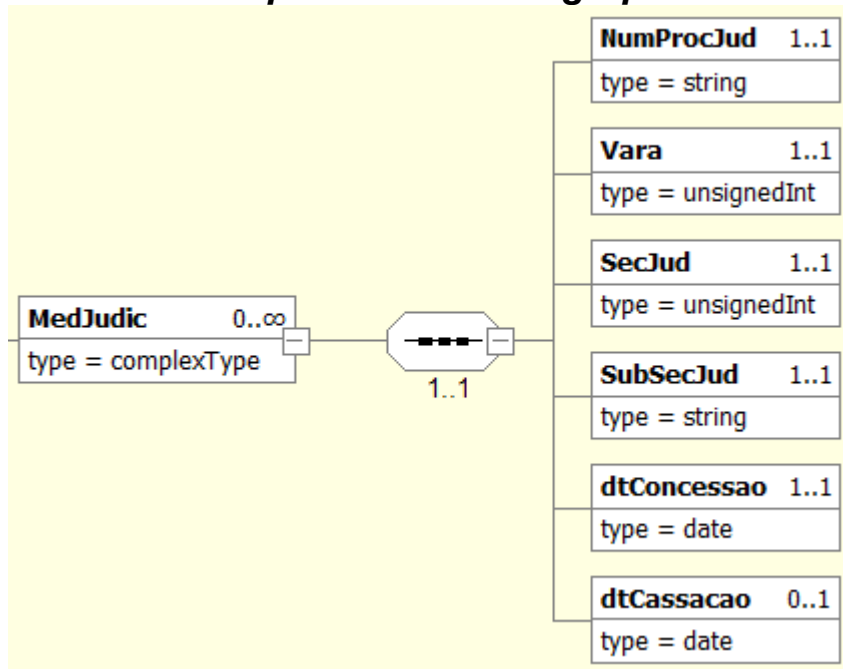 MedJudic 0..∞
type = complexType
1..1
NumProcJud 1..1
type = string
Vara 1..1
type = unsignedInt
SecJud 1..1
type = unsignedInt
SubSecJud 1..1
type = string
dtConcessao 1..1
type = date
dtCassacao 0..1
type = date